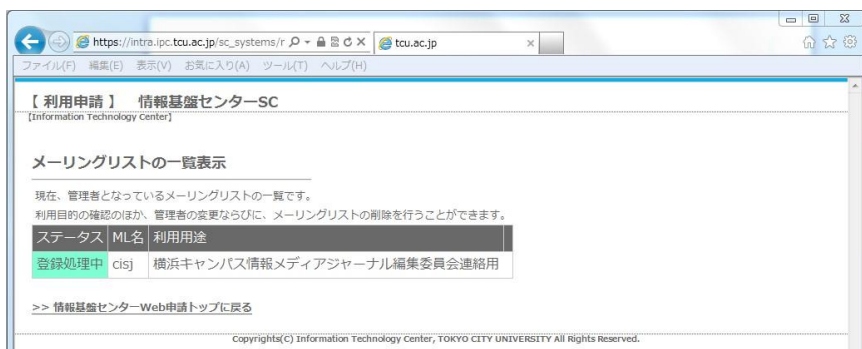 https://intra.ipc.tcu.ac.jp/sc_systems/r
tcu.ac.jp
ファイル(F) 編集(E) 表示(V) お気に入り(A) ツール(T) ヘルプ(H)
【 利用申請 】 情報基盤センターSC
【Information Technology Center】
メーリングリストの一覧表示
現在、管理者となっているメーリングリストの一覧です。
利用目的の確認のほか、管理者の変更ならびに、メーリングリストの削除を行うことができます。
ステータス ML名 利用用途
登録処理中 cisj 横浜キャンパス情報メディアジャーナル編集委員会連絡用
>> 情報基盤センターWeb申請トップに戻る
Copyrights(C) Information Technology Center, TOKYO CITY UNIVERSITY All Rights Reserved.